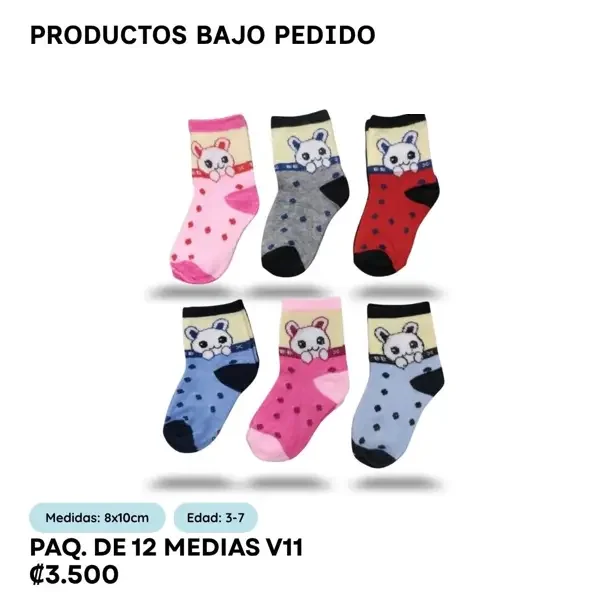 PRODUCTOS BAJO PEDIDO
Medidas: 8x10cm
Edad: 3-7
PAQ. DE 12 MEDIAS V11
₡3.500